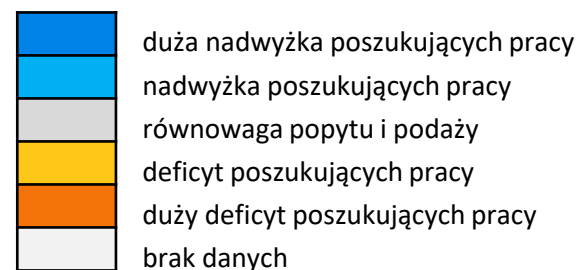 duża nadwyżka poszukujących pracy
nadwyżka poszukujących pracy
równowaga popytu i podaży
deficyt poszukujących pracy
duży deficyt poszukujących pracy
brak danych